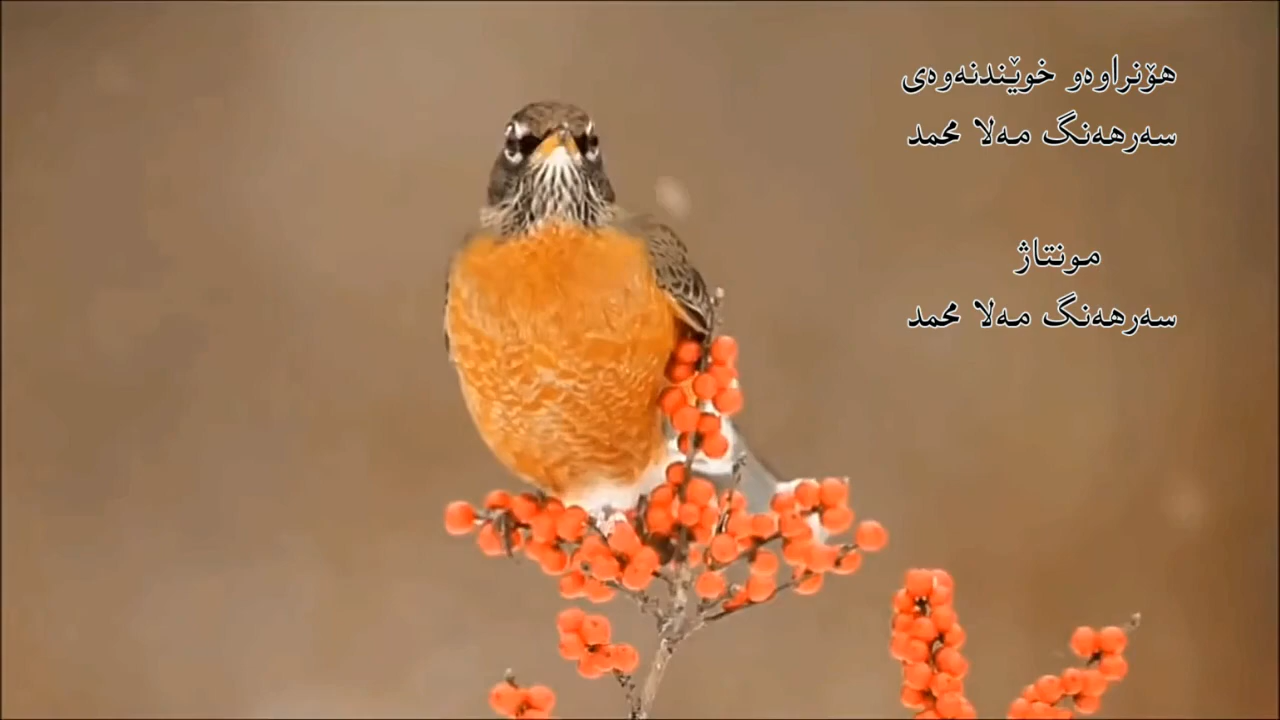 هۆنراوەو خوێندنەوەی
سەرهەنگ مەلا محمد
مونتاژ
سەرهەنگ مەلا محمد